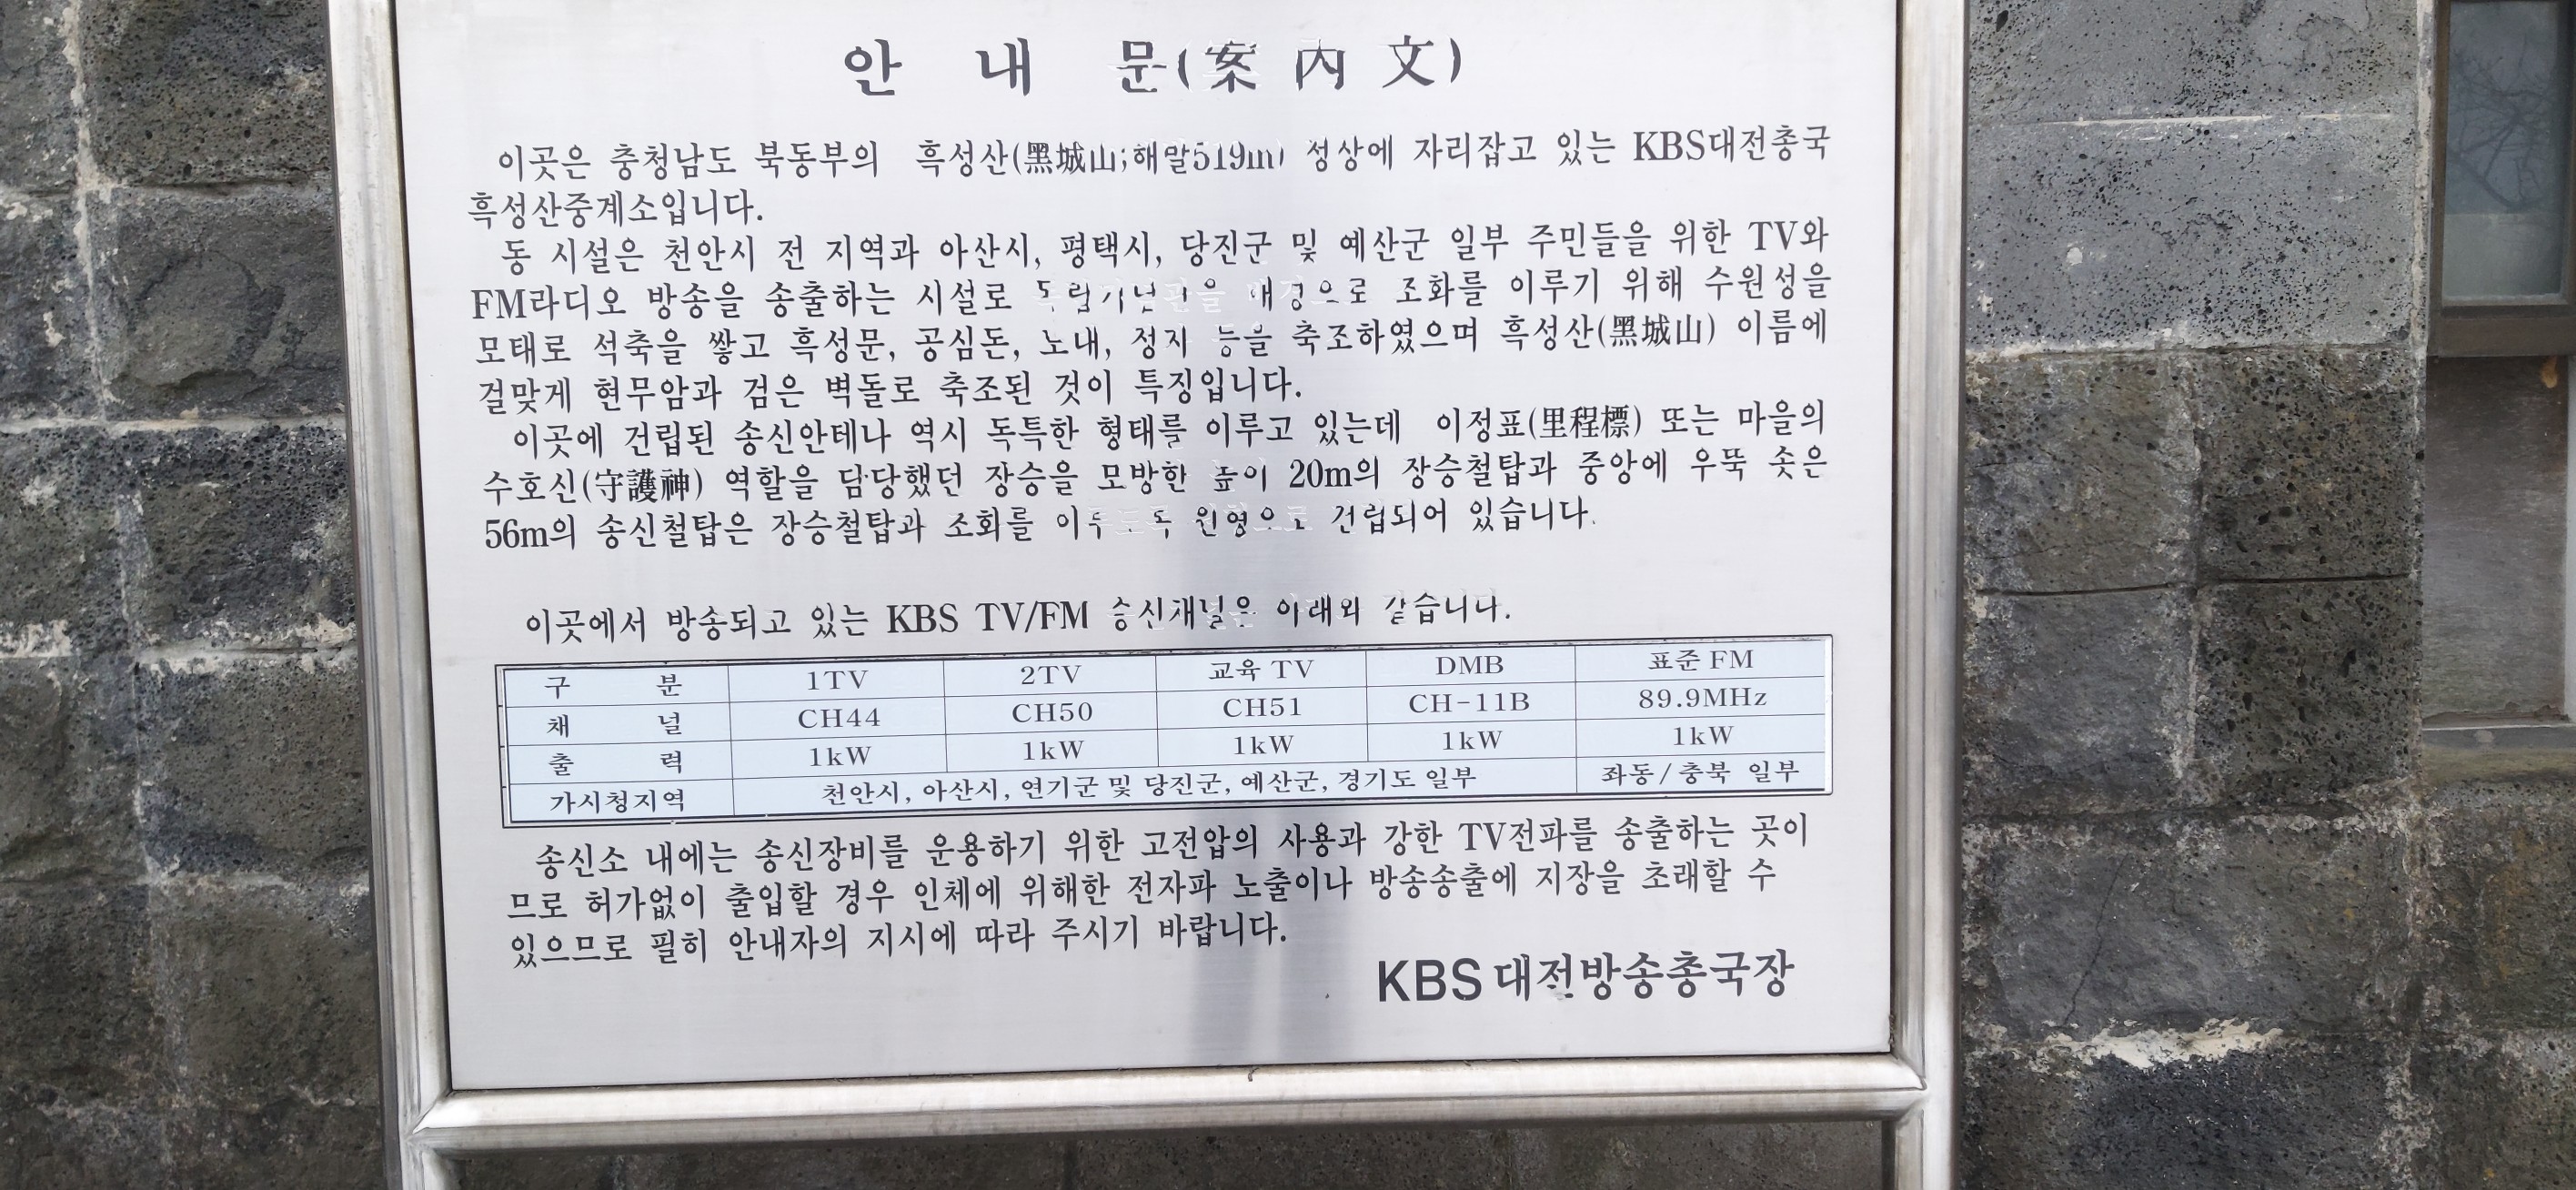 안 내 문(案 內 文)
이곳은 충청남도 북동부의 흑성산(黑城山;해말519m) 성상에 자리잡고 있는 KBS대전총국
흑성산중계소입니다.
동 시설은 천안시 전 지역과 아산시, 평택시, 당진군 및 예산군 일부 주민들을 위한 TV와
FM라디오 방송을 송출하는 시설로 독립기념관을 배경으로 조화를 이루기 위해 수원성을
모태로 석축을 쌓고 흑성문, 공심돈, 노내, 정자 등을 축조하였으며 흑성산(黑城山) 이름에
걸맞게 현무암과 검은 벽돌로 축조된 것이 특징입니다.
이곳에 건립된 송신안테나 역시 독특한 형태를 이루고 있는데 이정표(里程標) 또는 마을의
수호신(守護神) 역할을 담당했던 장승을 모방한 높이 20m의 장승철탑과 중앙에 우뚝 솟은
56m의 송신철탑은 장승철탑과 조화를 이루도록 원형으로 건립되어 있습니다.
이곳에서 방송되고 있는 KBS TV/FM 송신채널은 아래와 같습니다.
구 분 1TV 2TV 교육 TV DMB 표준 FM
채 널 CH44 CH50 CH51 CH-11B 89.9MHz
출 력 1kW 1kW 1kW 1kW 1kW
가시청지역 천안시, 아산시, 연기군 및 당진군, 예산군, 경기도 일부 좌동/충북 일부
송신소 내에는 송신장비를 운용하기 위한 고전압의 사용과 강한 TV전파를 송출하는 곳이
므로 허가없이 출입할 경우 인체에 위해한 전자파 노출이나 방송송출에 지장을 초래할 수
있으므로 필히 안내자의 지시에 따라 주시기 바랍니다.
KBS 대전방송총국장